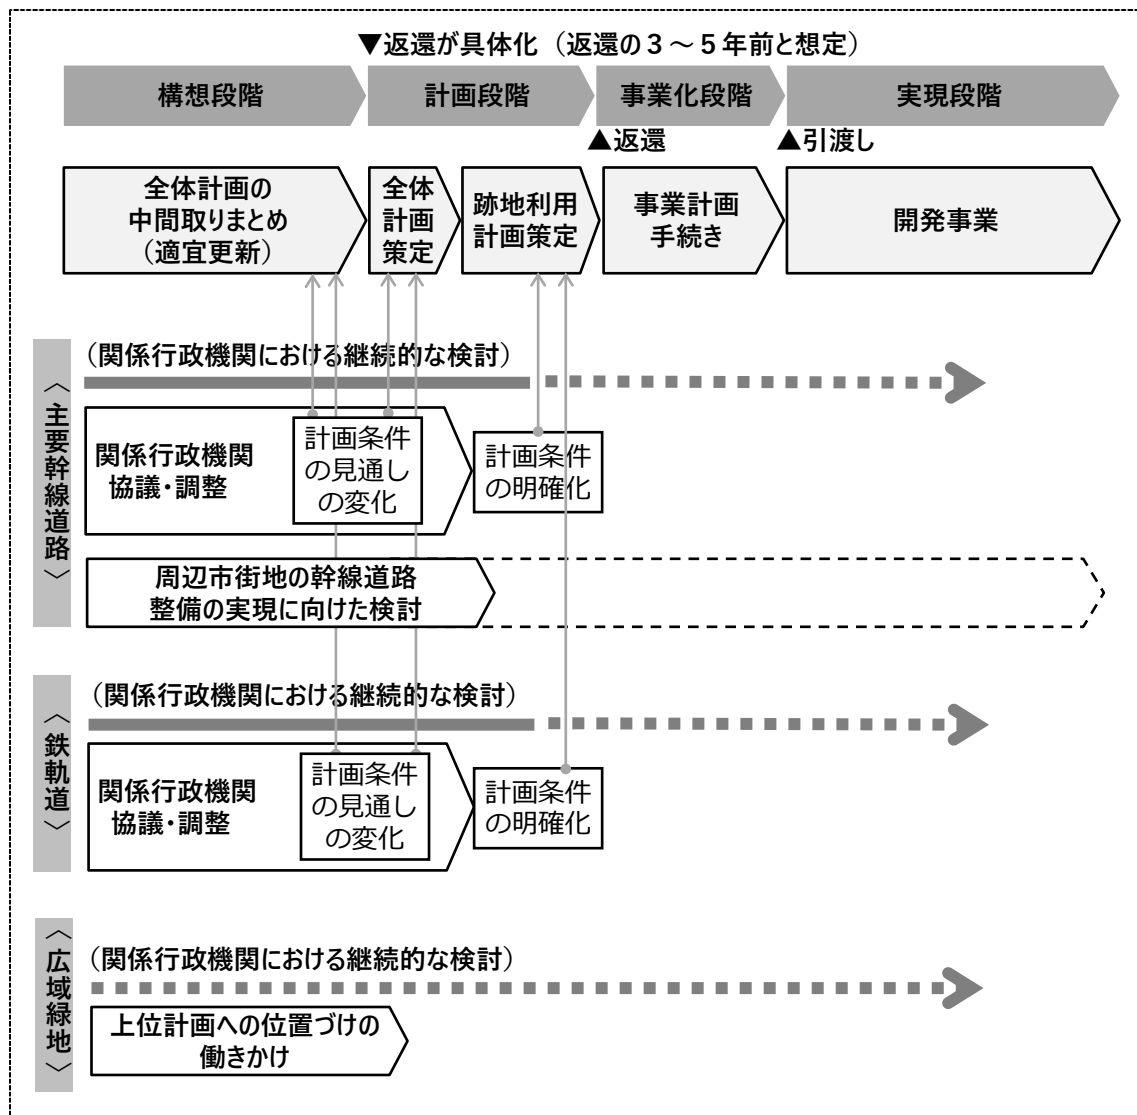 ▼返還が具体化（返還の３～５年前と想定）
構想段階
計画段階
事業化段階
実現段階
▲返還
▲引渡し
全体計画の
中間取りまとめ
（適宜更新）
全体
計画
策定
跡地利用
計画策定
事業計画
手続き
開発事業
〈主要幹線道路〉
（関係行政機関における継続的な検討）
関係行政機関
協議・調整
計画条件
の見通し
の変化
計画条件
の明確化
周辺市街地の幹線道路
整備の実現に向けた検討
〈鉄軌道〉
（関係行政機関における継続的な検討）
関係行政機関
協議・調整
計画条件
の見通し
の変化
計画条件
の明確化
〈広域緑地〉
（関係行政機関における継続的な検討）
上位計画への位置づけの
働きかけ